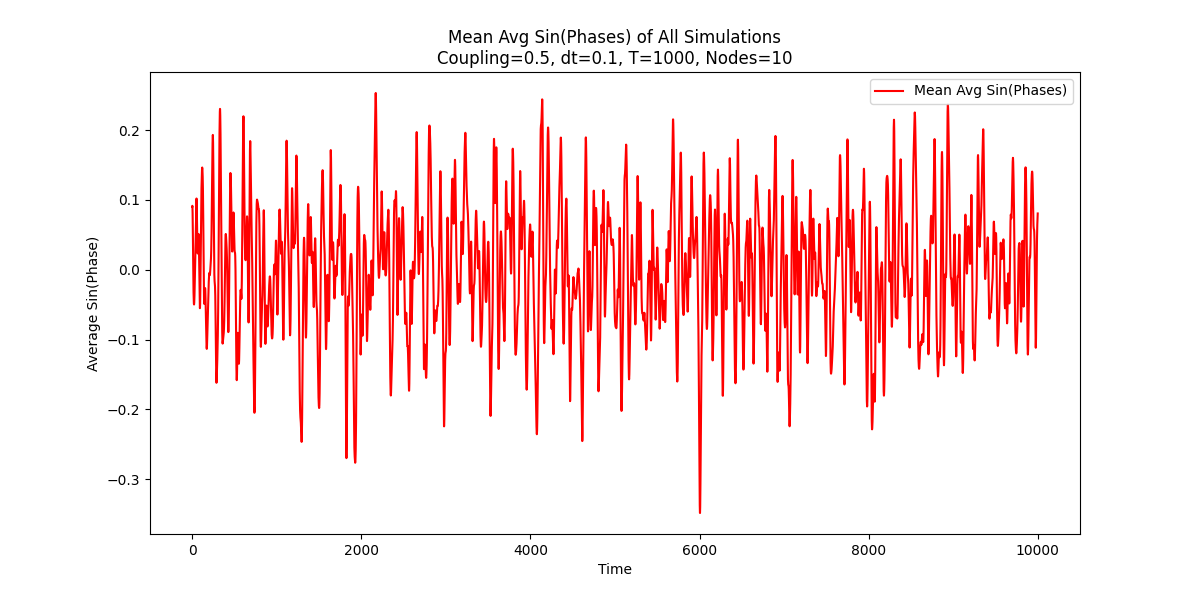 Mean Avg Sin(Phases) of All Simulations
Coupling=0.5, dt=0.1, T=1000, Nodes=10
Mean Avg Sin(Phases)
Average Sin(Phase)
0.2
0.1
0.0
−0.1
−0.2
−0.3
0 2000 4000 6000 8000 10000
Time